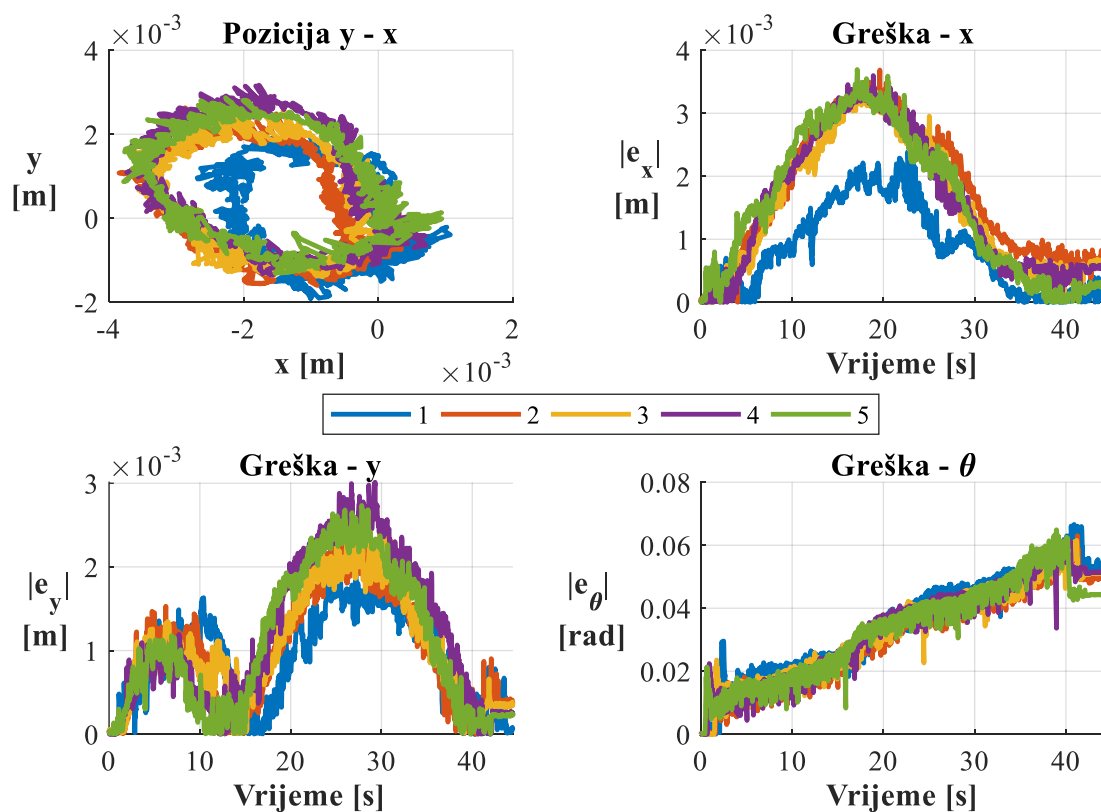 ×10⁻³
Pozicija y - x
4
2
0
-2
y
[m]
-4
-2
0
2
x [m]
×10⁻³
×10⁻³
Greška - x
4
3
2
1
0
|e_x|
[m]
0
10
20
30
40
Vrijeme [s]
1
2
3
4
5
×10⁻³
Greška - y
3
2
1
0
|e_y|
[m]
0
10
20
30
40
Vrijeme [s]
Greška - θ
0.08
0.06
0.04
0.02
0
|e_θ|
[rad]
0
10
20
30
40
Vrijeme [s]